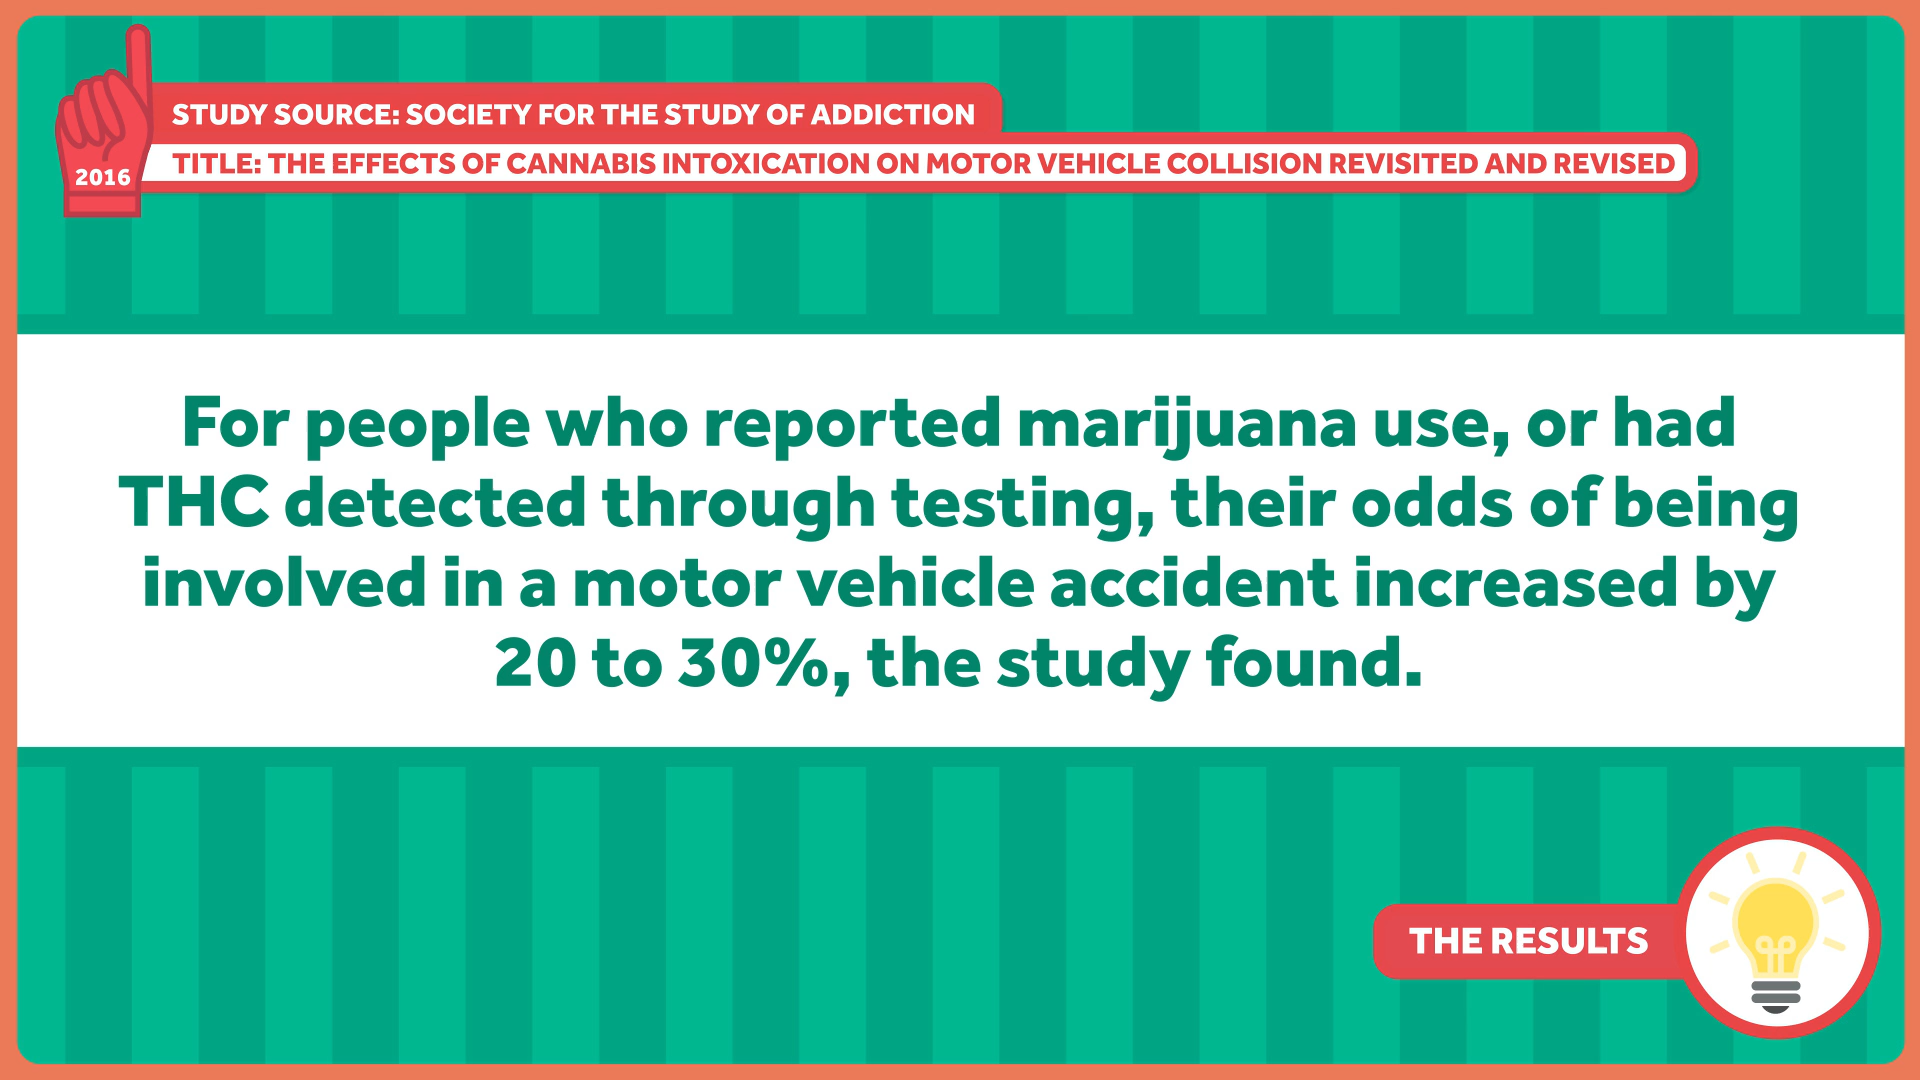 STUDY SOURCE: SOCIETY FOR THE STUDY OF ADDICTION
TITLE: THE EFFECTS OF CANNABIS INTOXICATION ON MOTOR VEHICLE COLLISION REVISITED AND REVISED
2016
For people who reported marijuana use, or had
THC detected through testing, their odds of being
involved in a motor vehicle accident increased by
20 to 30%, the study found.
THE RESULTS